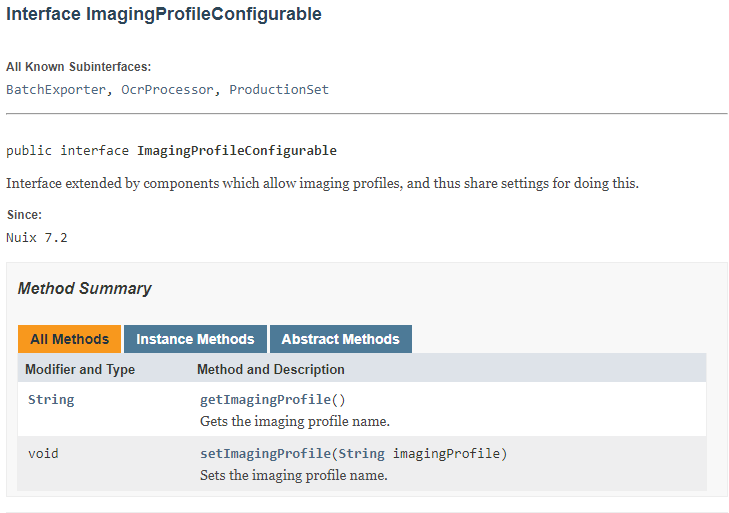 Interface ImagingProfileConfigurable
All Known Subinterfaces:
BatchExporter, OcrProcessor, ProductionSet
public interface ImagingProfileConfigurable
Interface extended by components which allow imaging profiles, and thus share settings for doing this.
Since:
Nuix 7.2
Method Summary
All Methods Instance Methods Abstract Methods
Modifier and Type Method and Description
String getImagingProfile()
Gets the imaging profile name.
void setImagingProfile(String imagingProfile)
Sets the imaging profile name.